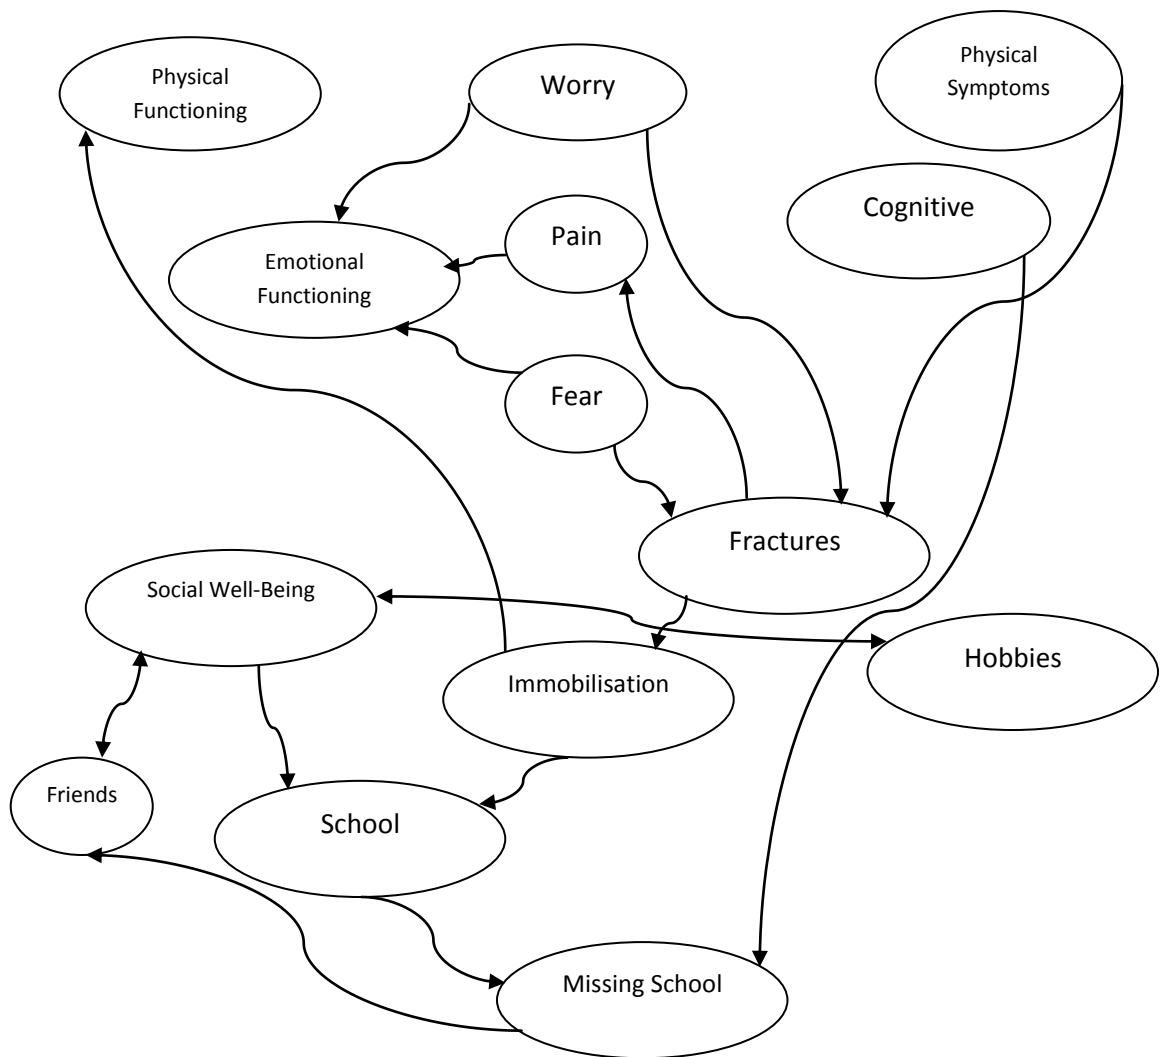 Physical
Functioning
Worry
Physical
Symptoms
Cognitive
Pain
Emotional
Functioning
Fear
Fractures
Social Well-Being
Hobbies
Immobilisation
Friends
School
Missing School